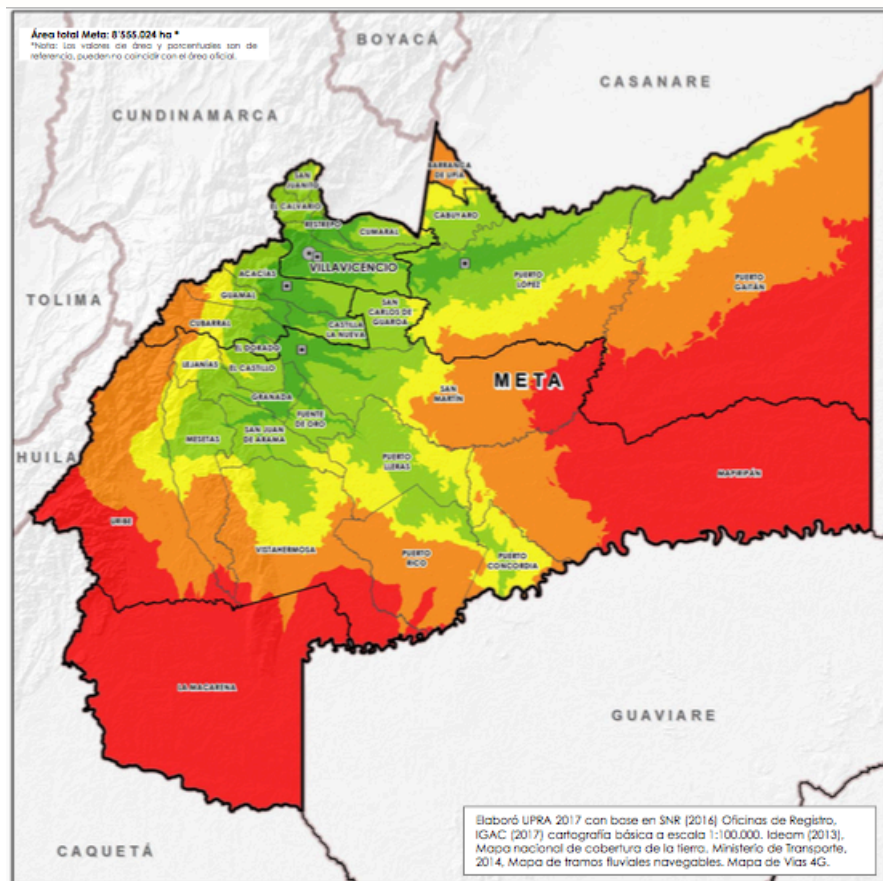 Área total Meta: 8'555.024 ha *
*Nota: Los valores de área y porcentuales son de
referencia, pueden no coincidir con el área oficial.
BOYACÁ
CASANARE
CUNDINAMARCA
BARRANCA
DE UPÍA
SAN
JUANITO
EL CALVARIO
CABUYARO
RESTREPO
CUMARAL
VILLAVICENCIO
ACACÍAS
PUERTO
LÓPEZ
PUERTO
GAITÁN
TOLIMA
GUAMAL
SAN
CARLOS DE
GUAROA
CUBARRAL
CASTILLA
LA NUEVA
EL DORADO
LEJANÍAS
EL CASTILLO
META
SAN
MARTÍN
GRANADA
FUENTE
DE ORO
SAN JUAN
DE ARAMA
MESETAS
HUILA
PUERTO
LLERAS
MAPIRIPÁN
URIBE
VISTAHERMOSA
PUERTO
RICO
PUERTO
CONCORDIA
LA MACARENA
GUAVIARE
CAQUETÁ
Elaboró UPRA 2017 con base en SNR (2016) Oficinas de Registro,
IGAC (2017) cartografía básica a escala 1:100.000. Ideam (2013),
Mapa nacional de cobertura de la tierra. Ministerio de Transporte,
2014, Mapa de tramos fluviales navegables. Mapa de Vias 4G.